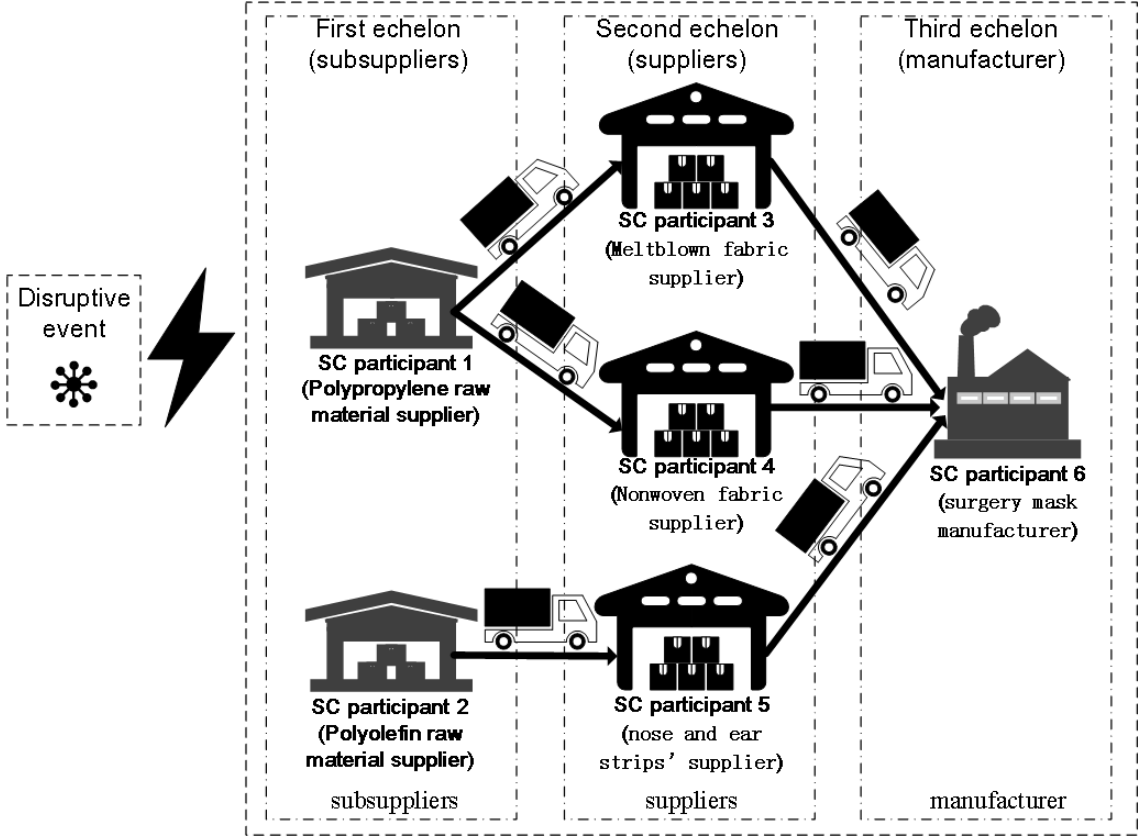 First echelon
(subsuppliers)
Second echelon
(suppliers)
Third echelon
(manufacturer)
Disruptive
event
SC participant 1
(Polypropylene raw
material supplier)
SC participant 2
(Polyolefin raw
material supplier)
SC participant 3
(Meltblown fabric
supplier)
SC participant 4
(Nonwoven fabric
supplier)
SC participant 5
(nose and ear
strips’ supplier)
SC participant 6
(surgery mask
manufacturer)
subsuppliers
suppliers
manufacturer